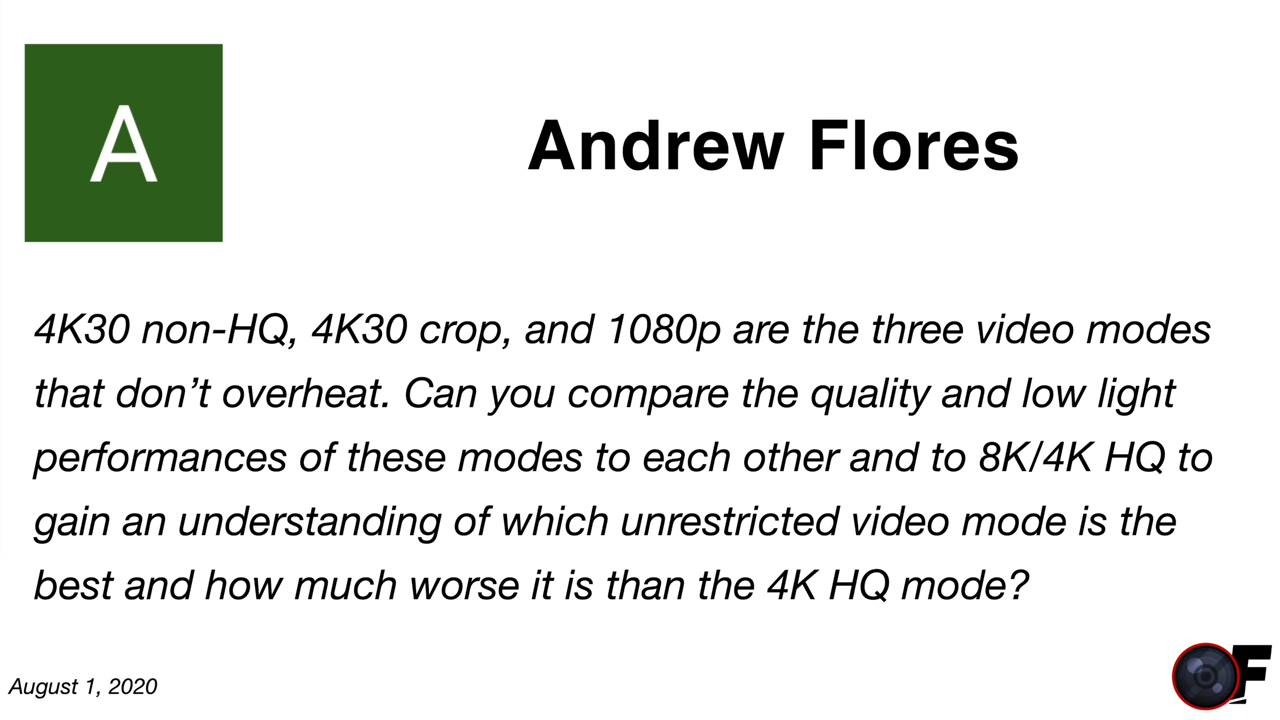 A
Andrew Flores
4K30 non-HQ, 4K30 crop, and 1080p are the three video modes
that don’t overheat. Can you compare the quality and low light
performances of these modes to each other and to 8K/4K HQ to
gain an understanding of which unrestricted video mode is the
best and how much worse it is than the 4K HQ mode?
August 1, 2020
F